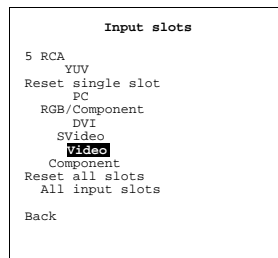 Input slots
5 RCA
YUV
Reset single slot
PC
RGB/Component
DVI
SVideo
Video
Component
Reset all slots
All input slots
Back